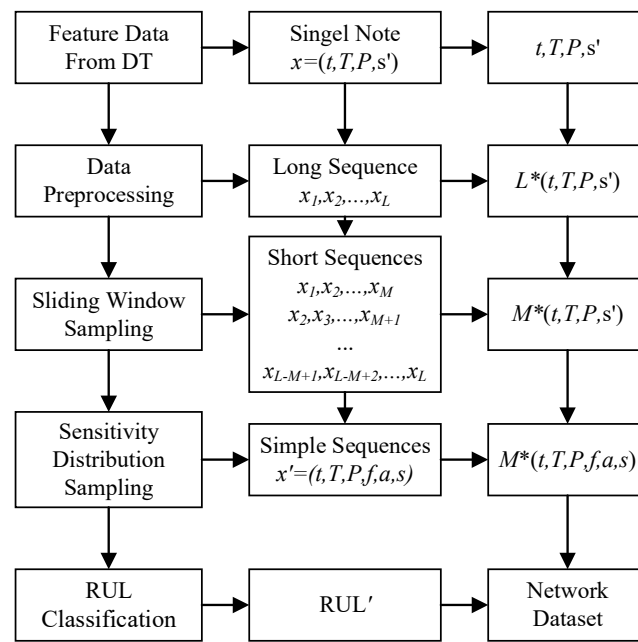 Feature Data
From DT
Singel Note
x=(t,T,P,s')
t,T,P,s'
Data
Preprocessing
Long Sequence
x1,x2,...,xL
L*(t,T,P,s')
Sliding Window
Sampling
Short Sequences
x1,x2,...,xM
x2,x3,...,xM+1
...
xL-M+1,xL-M+2,...,xL
M*(t,T,P,s')
Sensitivity
Distribution
Sampling
Simple Sequences
x'=(t,T,P,f,a,s)
M*(t,T,P,f,a,s)
RUL
Classification
RUL'
Network
Dataset